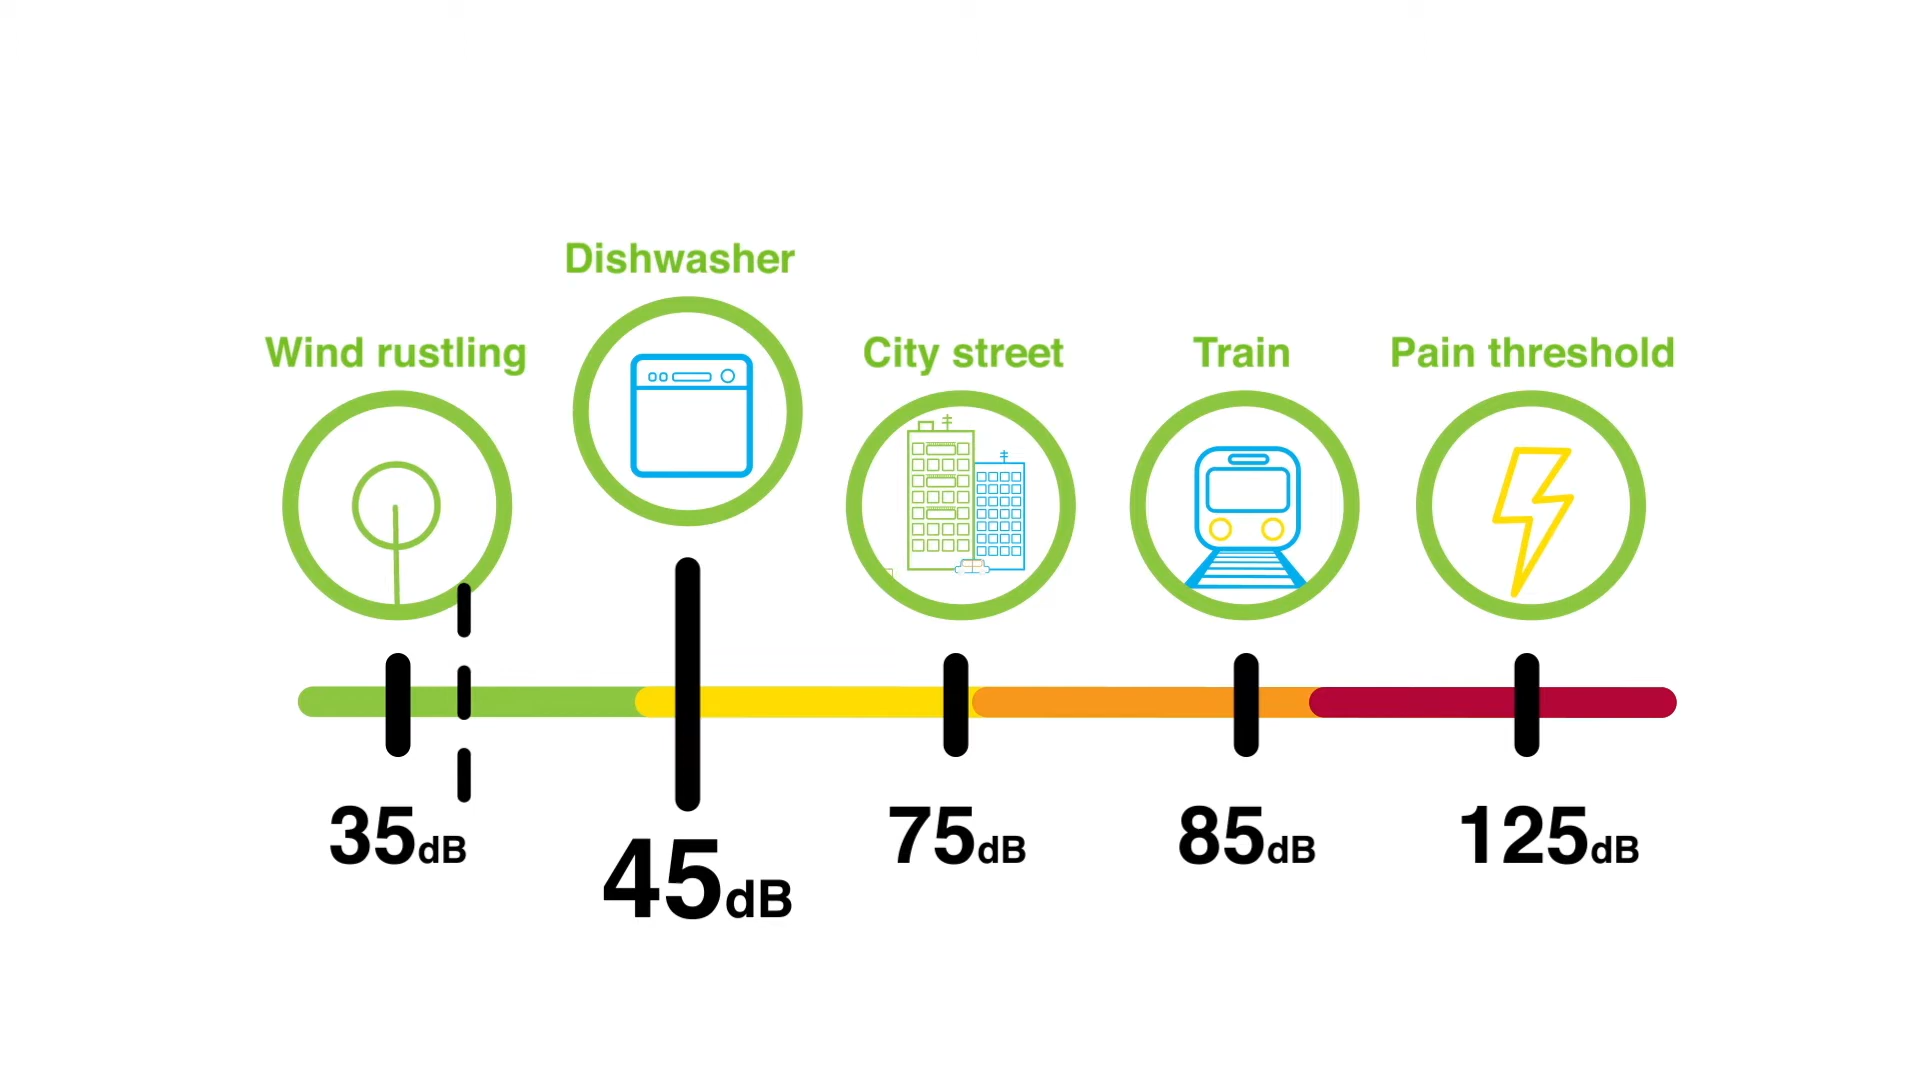 Dishwasher
Wind rustling
City street
Train
Pain threshold
35dB
45dB
75dB
85dB
125dB